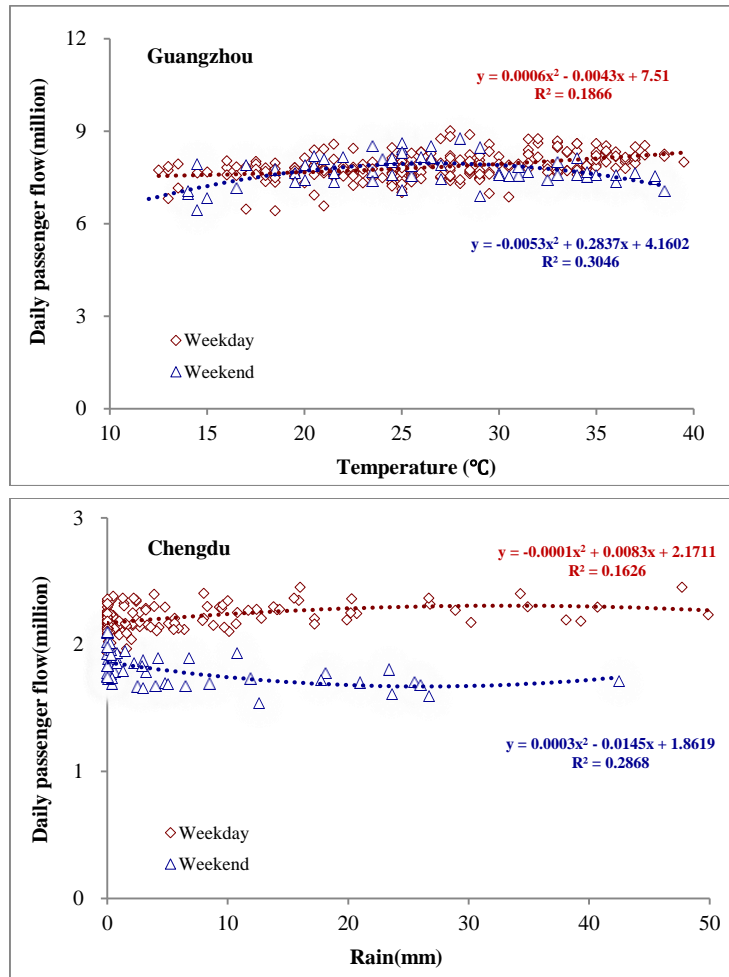 12
Guangzhou
y = 0.0006x² - 0.0043x + 7.51
R² = 0.1866
9
6
y = -0.0053x² + 0.2837x + 4.1602
R² = 0.3046
3
Weekday
Weekend
0
10 15 20 25 30 35 40
Daily passenger flow(million)
Temperature (℃)
3
Chengdu
y = -0.0001x² + 0.0083x + 2.1711
R² = 0.1626
2
1
y = 0.0003x² - 0.0145x + 1.8619
R² = 0.2868
Weekday
Weekend
0
0 10 20 30 40 50
Daily passenger flow(million)
Rain(mm)